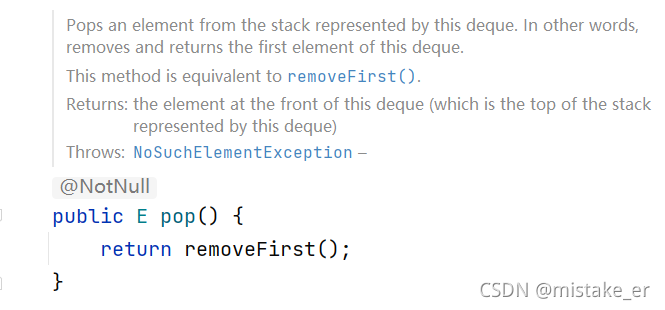 Pops an element from the stack represented by this deque. In other words,
removes and returns the first element of this deque.
This method is equivalent to removeFirst().
Returns: the element at the front of this deque (which is the top of the stack
represented by this deque)
Throws: NoSuchElementException –
@NotNull
public E pop() {
    return removeFirst();
}
CSDN @mistake_er